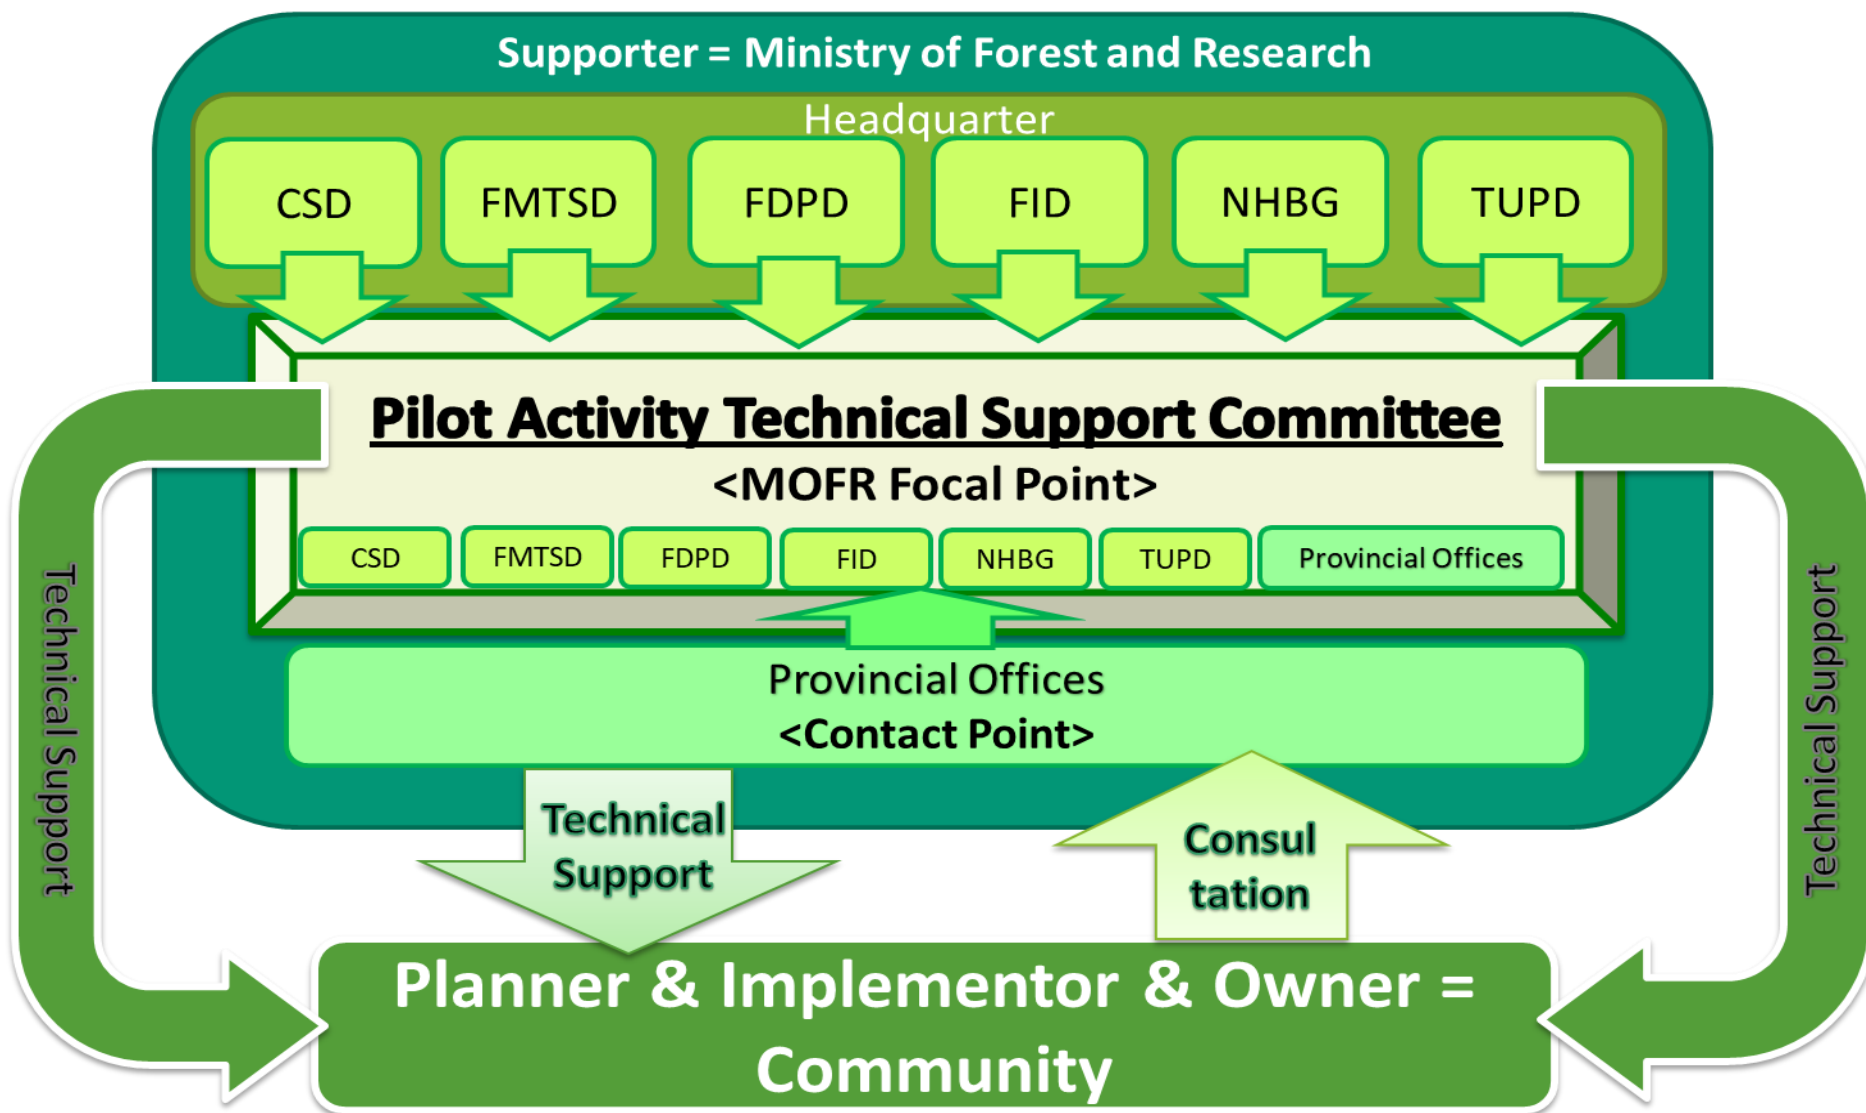 Supporter = Ministry of Forest and Research
Headquarter
CSD
FMTSD
FDPD
FID
NHBG
TUPD
Pilot Activity Technical Support Committee
<MOFR Focal Point>
CSD
FMTSD
FDPD
FID
NHBG
TUPD
Provincial Offices
Provincial Offices
<Contact Point>
Technical Support
Technical Support
Technical
Support
Consul
tation
Planner & Implementor & Owner =
Community